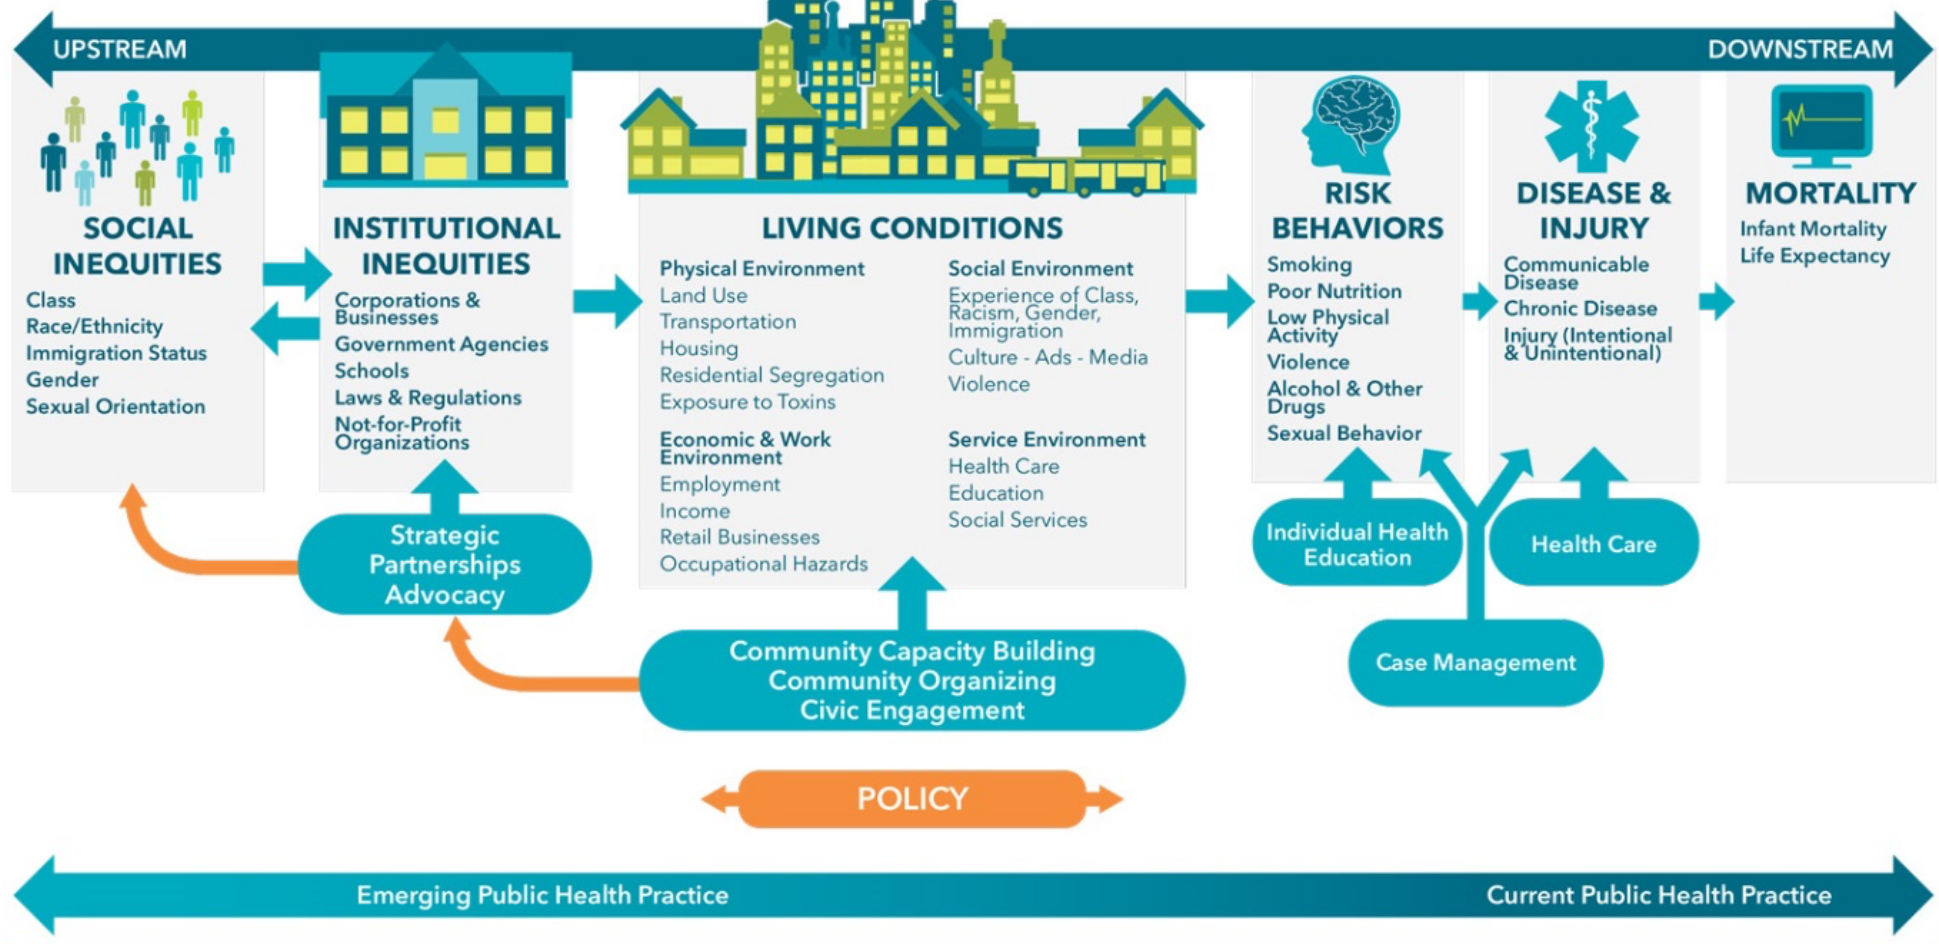 UPSTREAM
DOWNSTREAM
SOCIAL
INEQUITIES
Class
Race/Ethnicity
Immigration Status
Gender
Sexual Orientation
INSTITUTIONAL
INEQUITIES
Corporations &
Businesses
Government Agencies
Schools
Laws & Regulations
Not-for-Profit
Organizations
LIVING CONDITIONS
Physical Environment
Land Use
Transportation
Housing
Residential Segregation
Exposure to Toxins
Economic & Work
Environment
Employment
Income
Retail Businesses
Occupational Hazards
Social Environment
Experience of Class,
Racism, Gender,
Immigration
Culture - Ads - Media
Violence
Service Environment
Health Care
Education
Social Services
RISK
BEHAVIORS
Smoking
Poor Nutrition
Low Physical
Activity
Violence
Alcohol & Other
Drugs
Sexual Behavior
DISEASE &
INJURY
Communicable
Disease
Chronic Disease
Injury (Intentional
& Unintentional)
MORTALITY
Infant Mortality
Life Expectancy
Strategic
Partnerships
Advocacy
Community Capacity Building
Community Organizing
Civic Engagement
Individual Health
Education
Health Care
Case Management
POLICY
Emerging Public Health Practice
Current Public Health Practice